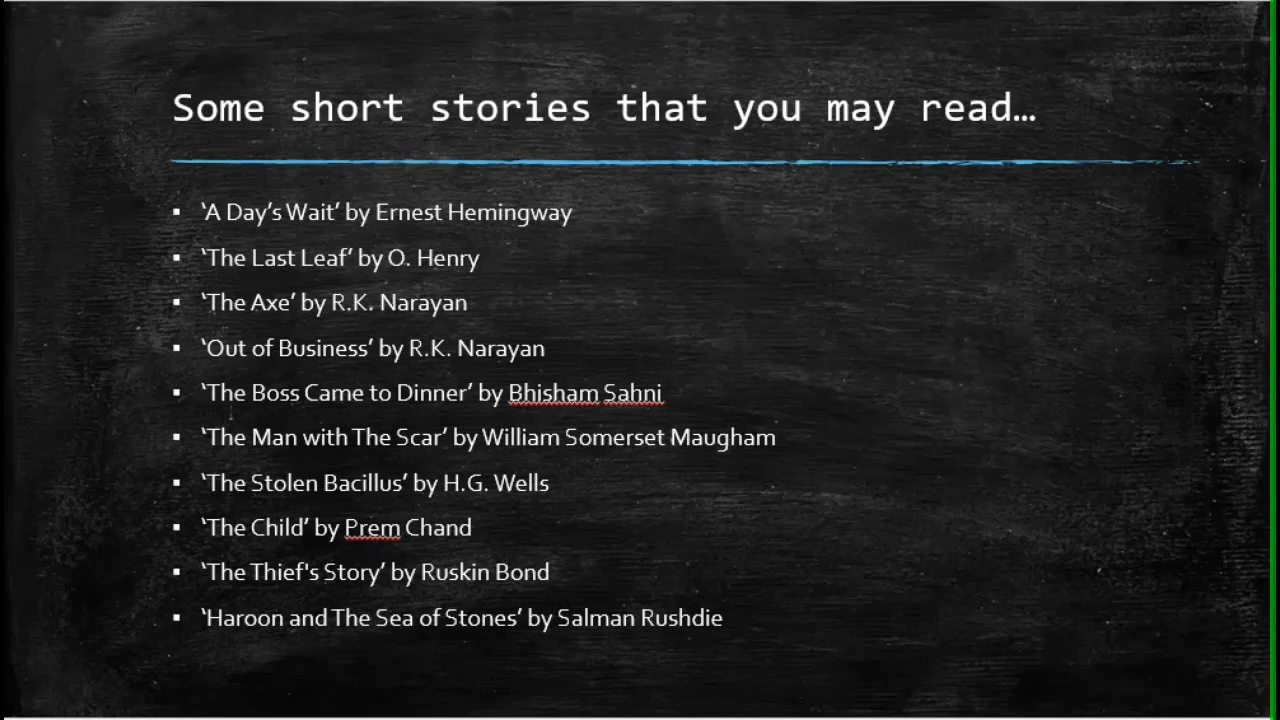 Some short stories that you may read…
▪ ‘A Day’s Wait’ by Ernest Hemingway
▪ ‘The Last Leaf’ by O. Henry
▪ ‘The Axe’ by R.K. Narayan
▪ ‘Out of Business’ by R.K. Narayan
▪ ‘The Boss Came to Dinner’ by Bhisham Sahni
▪ ‘The Man with The Scar’ by William Somerset Maugham
▪ ‘The Stolen Bacillus’ by H.G. Wells
▪ ‘The Child’ by Prem Chand
▪ ‘The Thief's Story’ by Ruskin Bond
▪ ‘Haroon and The Sea of Stones’ by Salman Rushdie